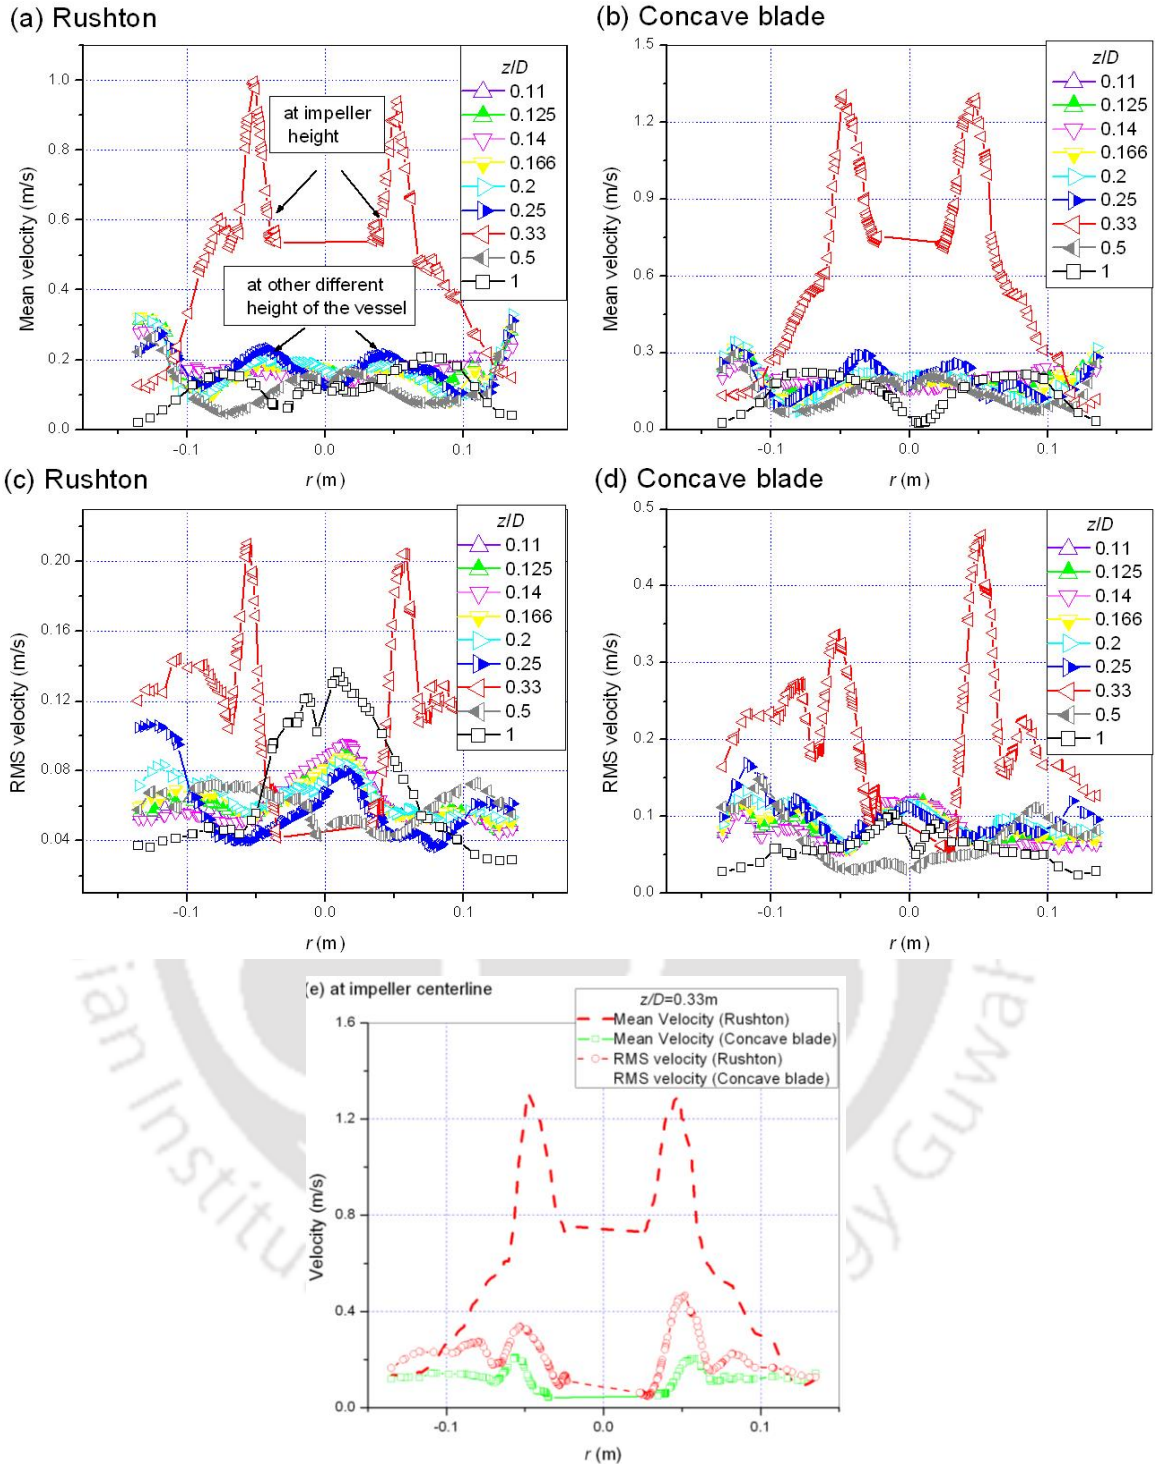 (a) Rushton
Mean velocity (m/s)
1.0
0.8
0.6
0.4
0.2
0.0
-0.1
0.0
0.1
r (m)
at impeller
height
at other different
height of the vessel
z/D
0.11
0.125
0.14
0.166
0.2
0.25
0.33
0.5
1
(b) Concave blade
Mean velocity (m/s)
1.5
1.2
0.9
0.6
0.3
0.0
-0.1
0.0
0.1
r (m)
z/D
0.11
0.125
0.14
0.166
0.2
0.25
0.33
0.5
1
(c) Rushton
RMS velocity (m/s)
0.20
0.16
0.12
0.08
0.04
-0.1
0.0
0.1
r (m)
z/D
0.11
0.125
0.14
0.166
0.2
0.25
0.33
0.5
1
(d) Concave blade
RMS velocity (m/s)
0.5
0.4
0.3
0.2
0.1
0.0
-0.1
0.0
0.1
r (m)
z/D
0.11
0.125
0.14
0.166
0.2
0.25
0.33
0.5
1
(e) at impeller centerline
z/D=0.33m
Mean Velocity (Rushton)
Mean Velocity (Concave blade)
RMS velocity (Rushton)
RMS velocity (Concave blade)
Velocity (m/s)
1.6
1.2
0.8
0.4
0.0
-0.1
0.0
0.1
r (m)
ian Institu
gy Guwa